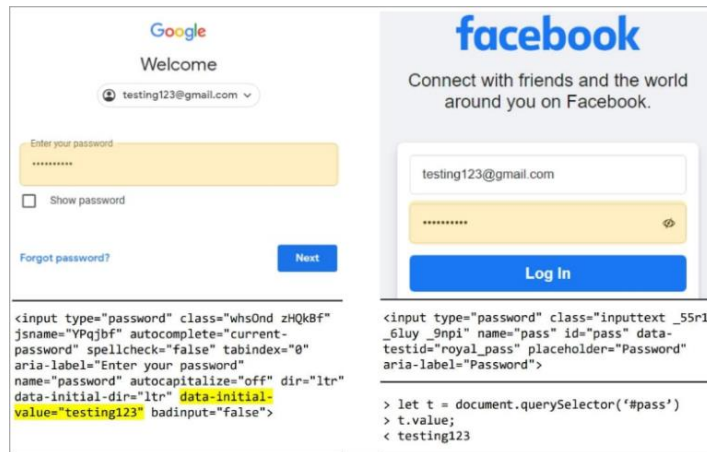 Google
Welcome
testing123@gmail.com
Enter your password
••••••••••
Show password
Forgot password?
Next
<input type="password" class="whsOnd zHQkBf"
jsname="YPqjbf" autocomplete="current-
password" spellcheck="false" tabindex="0"
aria-label="Enter your password"
name="password" autocapitalize="off" dir="ltr"
data-initial-dir="ltr" data-initial-
value="testing123" badinput="false">
facebook
Connect with friends and the world
around you on Facebook.
testing123@gmail.com
••••••••••
Log In
<input type="password" class="inputtext _55r1
_6luy _9npi" name="pass" id="pass" data-
testid="royal_pass" placeholder="Password"
aria-label="Password">
> let t = document.querySelector('#pass')
> t.value;
< testing123